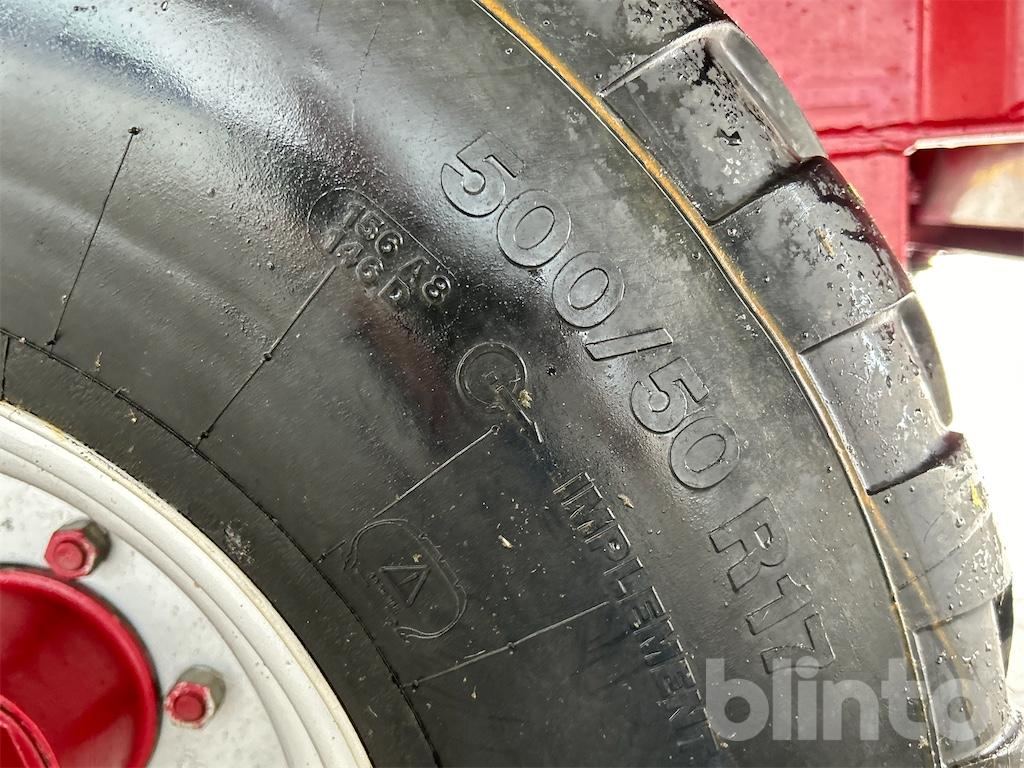 500/50 R17
156 A8
146 D
IMPLEMENT
blinto